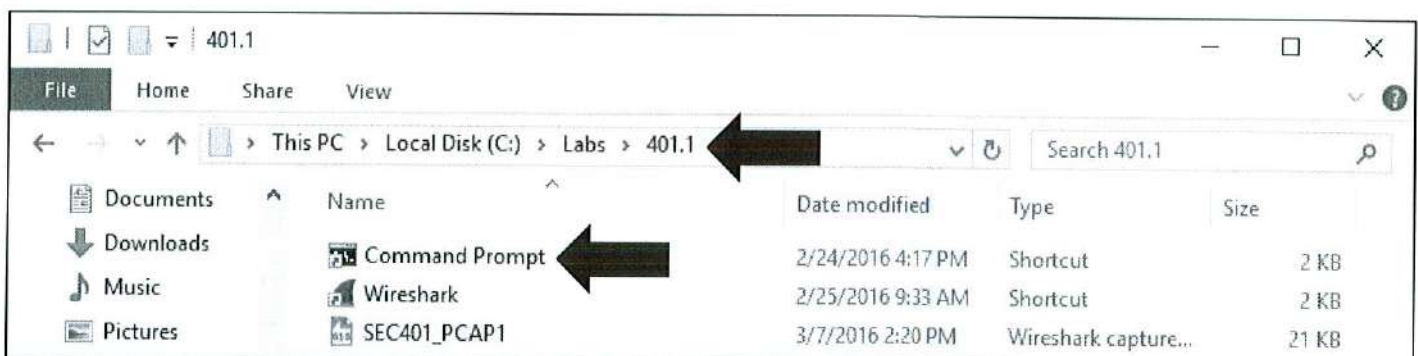 401.1
File Home Share View
This PC > Local Disk (C:) > Labs > 401.1 Search 401.1
Documents Name Date modified Type Size
Downloads Command Prompt 2/24/2016 4:17 PM Shortcut 2 KB
Music Wireshark 2/25/2016 9:33 AM Shortcut 2 KB
Pictures SEC401_PCAP1 3/7/2016 2:20 PM Wireshark capture... 21 KB